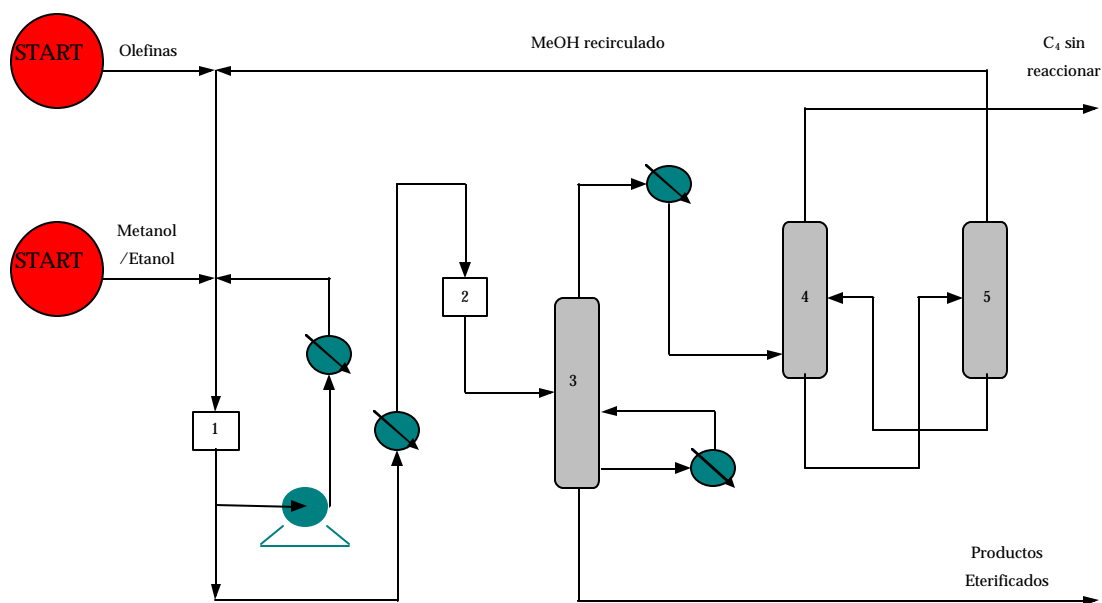 START
Olefinas
MeOH recirculado
C₄ sin
reaccionar
START
Metanol
/Etanol
1
2
3
4
5
Productos
Eterificados